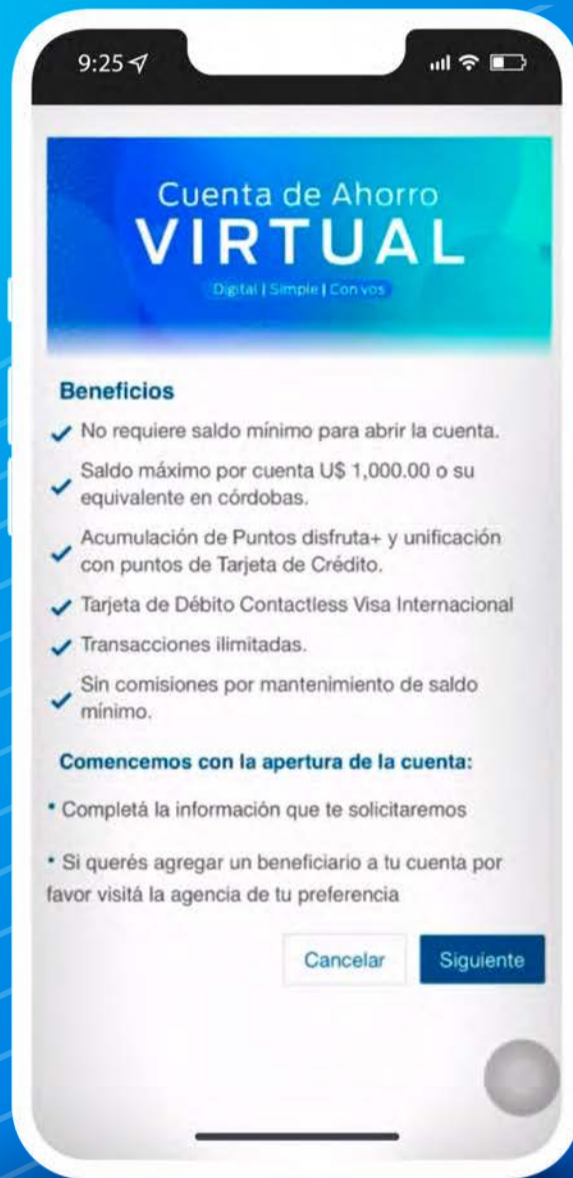 9:25
Cuenta de Ahorro
VIRTUAL
Digital | Simple | Con vos
Beneficios
No requiere saldo mínimo para abrir la cuenta.
Saldo máximo por cuenta U$ 1,000.00 o su
equivalente en córdobas.
Acumulación de Puntos disfruta+ y unificación
con puntos de Tarjeta de Crédito.
Tarjeta de Débito Contactless Visa Internacional
Transacciones ilimitadas.
Sin comisiones por mantenimiento de saldo
mínimo.
Comencemos con la apertura de la cuenta:
* Completá la información que te solicitaremos
* Si querés agregar un beneficiario a tu cuenta por
favor visitá la agencia de tu preferencia
Cancelar Siguiente